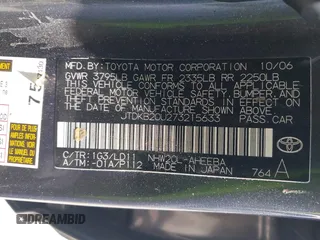 MFD.BY: TOYOTA MOTOR CORPORATION 10/06
GVWR 3795LB GAWR FR 2335LB RR 2250LB
THIS VEHICLE CONFORMS TO ALL APPLICABLE
FEDERAL MOTOR VEHICLE SAFETY, BUMPER, AND
THEFT PREVENTION STANDARDS IN EFFECT ON
THE DATE OF MANUFACTURE SHOWN ABOVE.
JTDKB20U273215633 PASS.CAR
C/TR: 1G3/LD11 NHW20L-AHEEBA
A/TM: -01A/P112 MADE IN JAPAN 764 A
TOYOTA